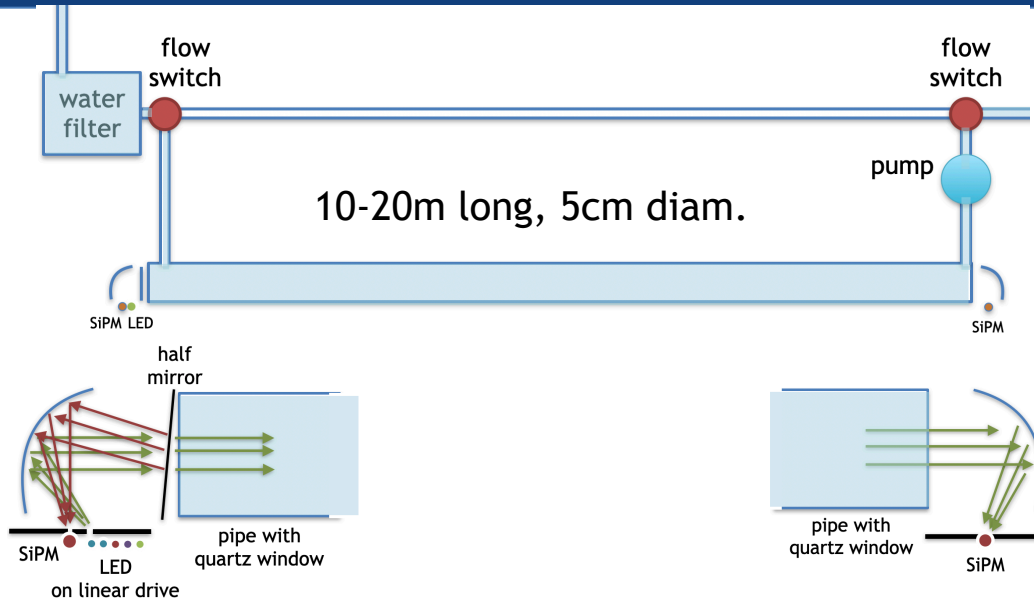 flow
switch
flow
switch
water
filter
pump
10-20m long, 5cm diam.
SiPM LED
SiPM
half
mirror
SiPM
LED
on linear drive
pipe with
quartz window
pipe with
quartz window
SiPM